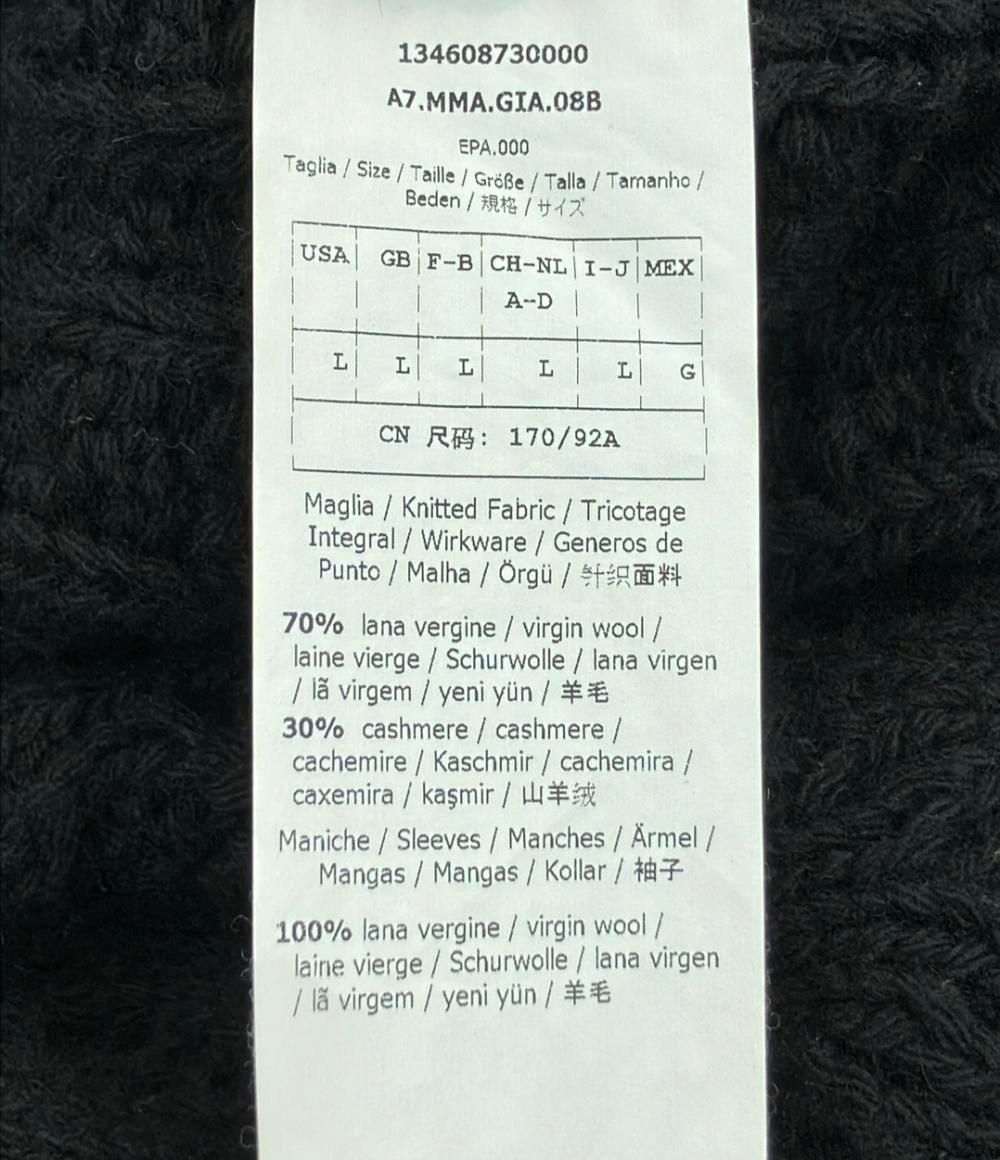 134608730000
A7.MMA.GIA.08B
EPA.000
Taglia / Size / Taille / Größe / Talla / Tamanho /
Beden / 規格 / サイズ
USA GB F-B CH-NL I-J MEX
A--D
L L L L L G
CN 尺码: 170/92A
Maglia / Knitted Fabric / Tricotage
Integral / Wirkware / Generos de
Punto / Malha / Örgü / 针织面料
70% lana vergine / virgin wool /
laine vierge / Schurwolle / lana virgen
/ lã virgem / yeni yün / 羊毛
30% cashmere / cashmere /
cachemire / Kaschmir / cachemira /
caxemira / kaşmir / 山羊绒
Maniche / Sleeves / Manches / Ärmel /
Mangas / Mangas / Kollar / 袖子
100% lana vergine / virgin wool /
laine vierge / Schurwolle / lana virgen
/ lã virgem / yeni yün / 羊毛